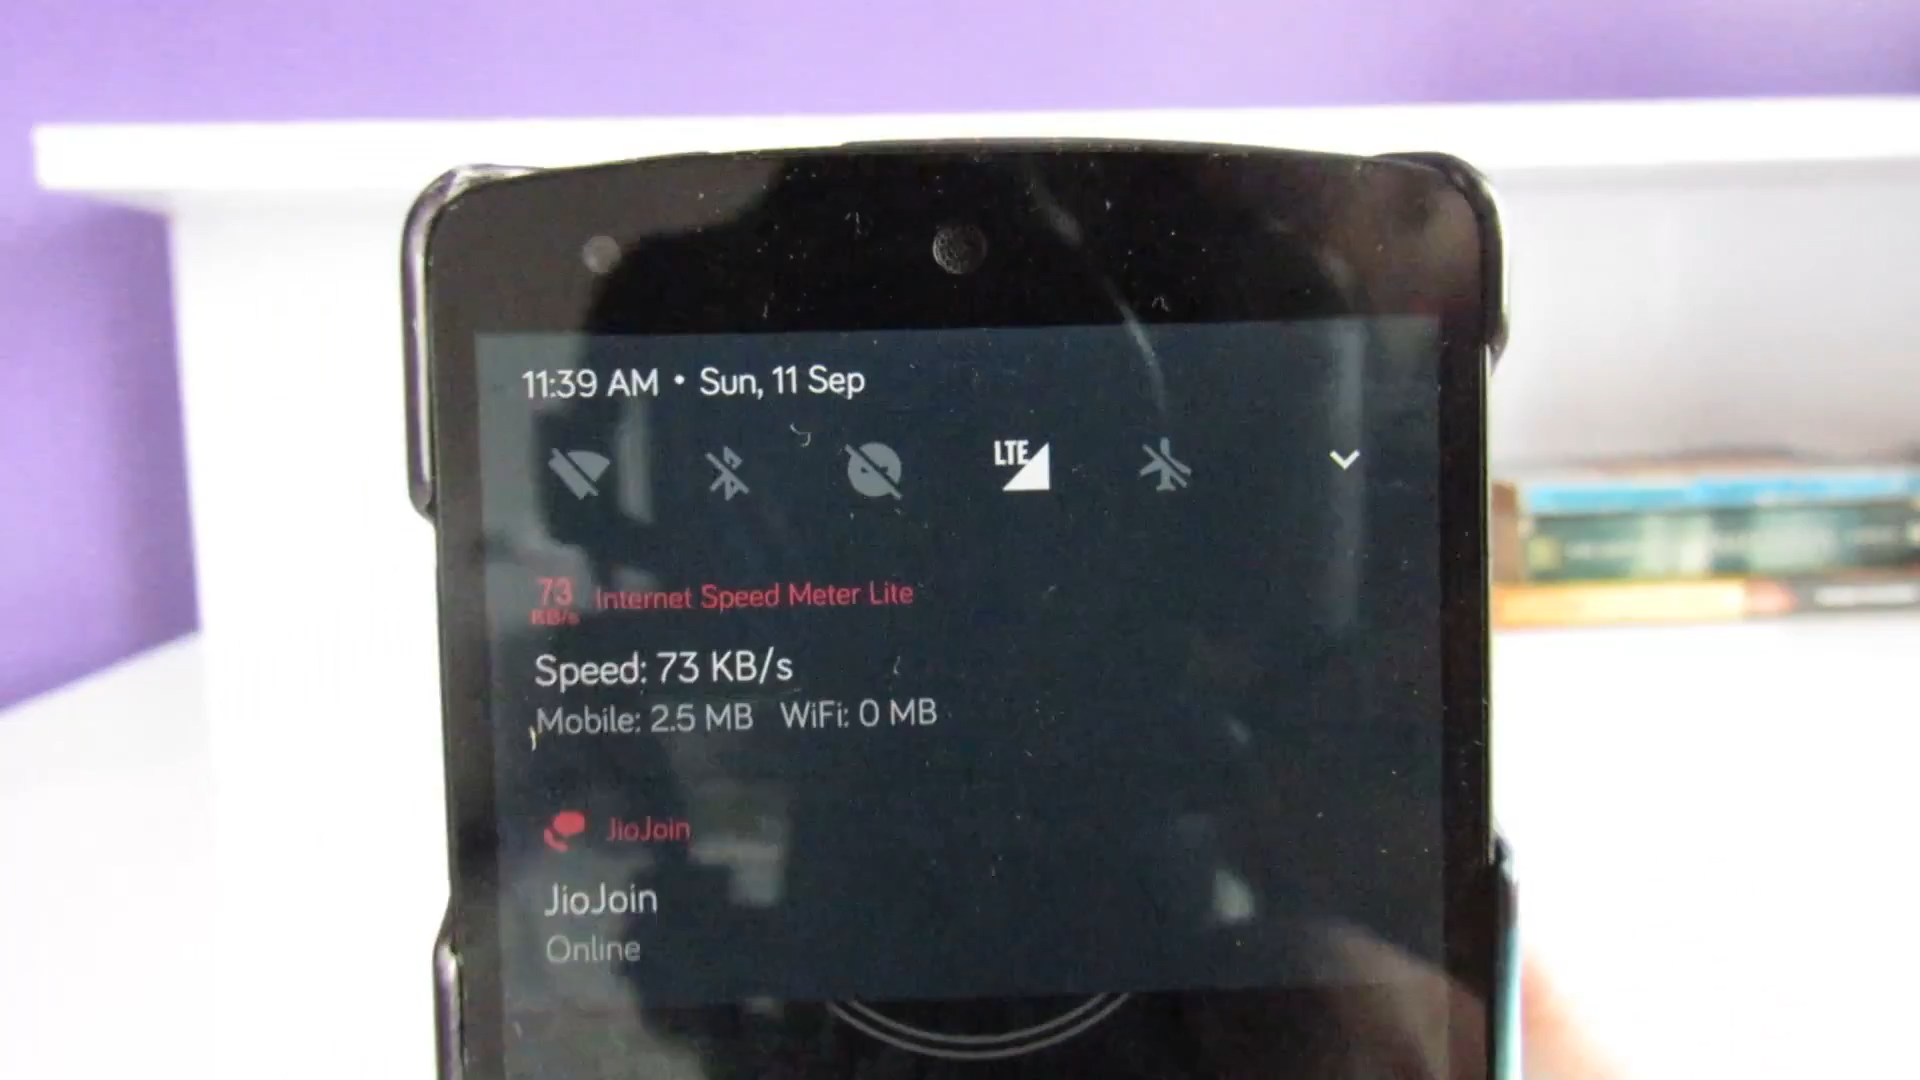 11:39 AM • Sun, 11 Sep
LTE
73 KB/s Internet Speed Meter Lite
Speed: 73 KB/s
Mobile: 2.5 MB WiFi: 0 MB
JioJoin
JioJoin
Online